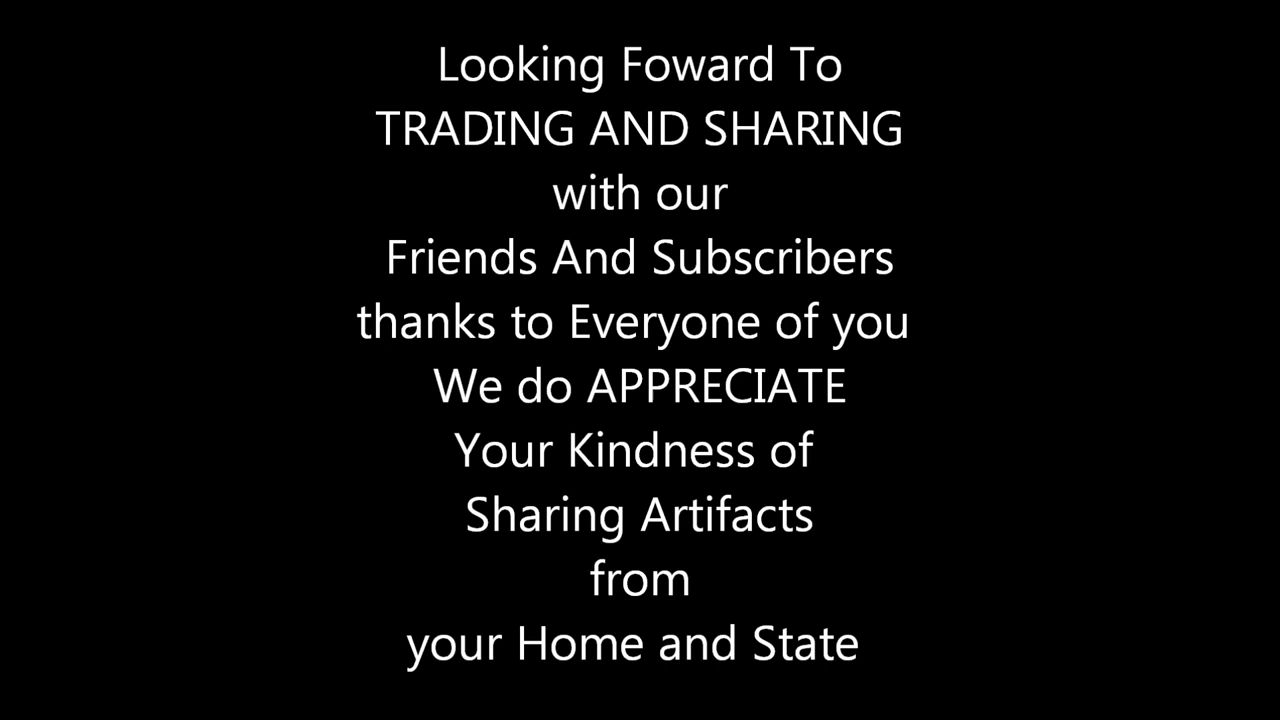 Looking Foward To
TRADING AND SHARING
with our
Friends And Subscribers
thanks to Everyone of you
We do APPRECIATE
Your Kindness of
Sharing Artifacts
from
your Home and State